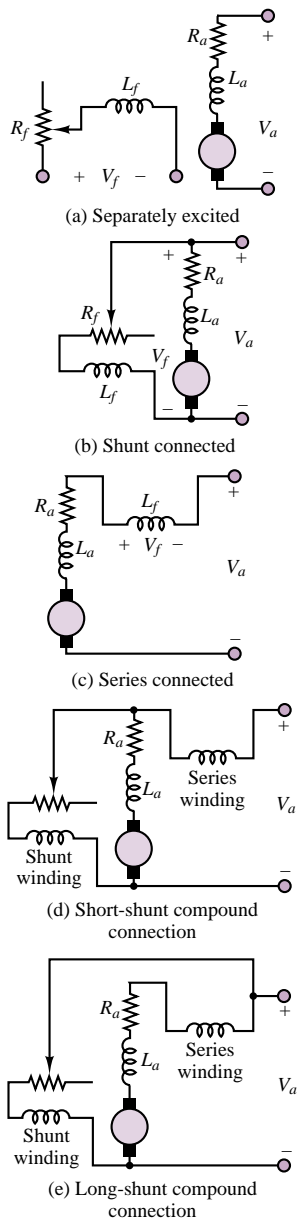 R_a
+
L_f
L_a
R_f
V_a
+ V_f −
−
(a) Separately excited
+
+
R_a
R_f
L_a
V_f
V_a
L_f
−
−
(b) Shunt connected
R_a
L_f
+
L_a
+ V_f −
V_a
−
(c) Series connected
+
R_a
L_a
Series
winding
V_a
Shunt
winding
−
(d) Short-shunt compound
connection
+
R_a
L_a
Series
winding
V_a
Shunt
winding
−
(e) Long-shunt compound
connection